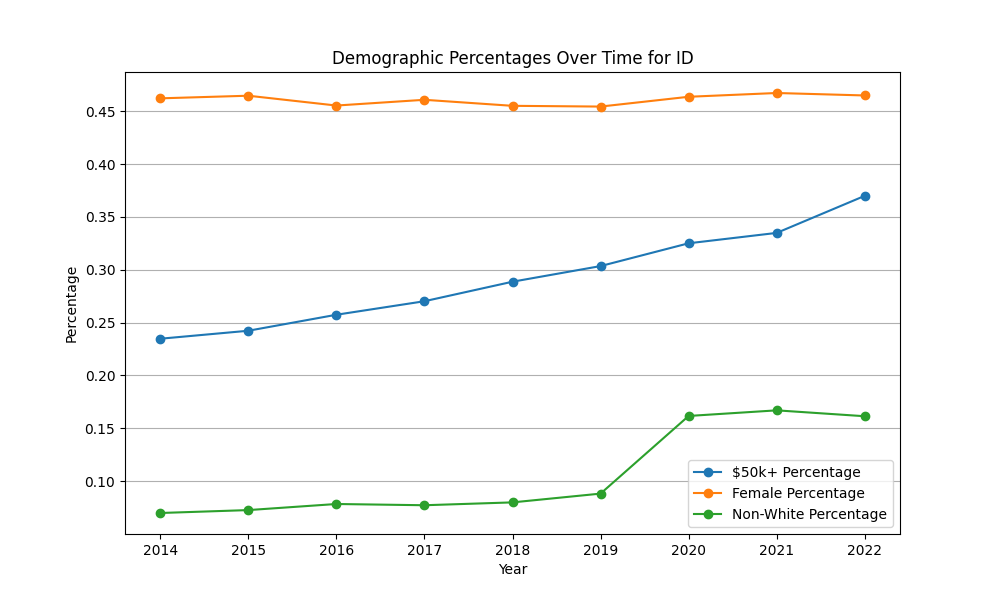 Demographic Percentages Over Time for ID
Percentage
0.45
0.40
0.35
0.30
0.25
0.20
0.15
0.10
$50k+ Percentage
Female Percentage
Non-White Percentage
2014 2015 2016 2017 2018 2019 2020 2021 2022
Year